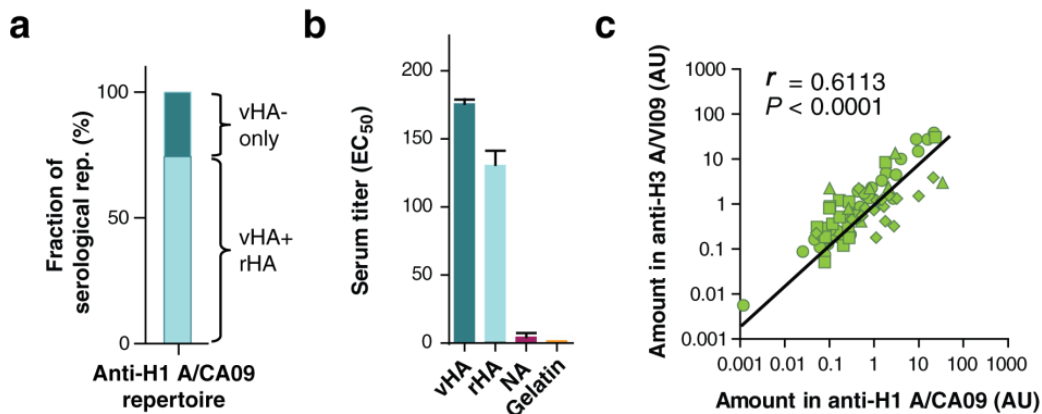 a
Fraction of
serological rep. (%)
100
50
0
vHA-
only
vHA+
rHA
Anti-H1 A/CA09
repertoire
b
Serum titer (EC50)
200
150
100
50
0
vHA
rHA
NA
Gelatin
c
Amount in anti-H3 A/VI09 (AU)
1000
100
10
1
0.1
0.01
0.001
r = 0.6113
P < 0.0001
0.001 0.01 0.1 1 10 100 1000
Amount in anti-H1 A/CA09 (AU)